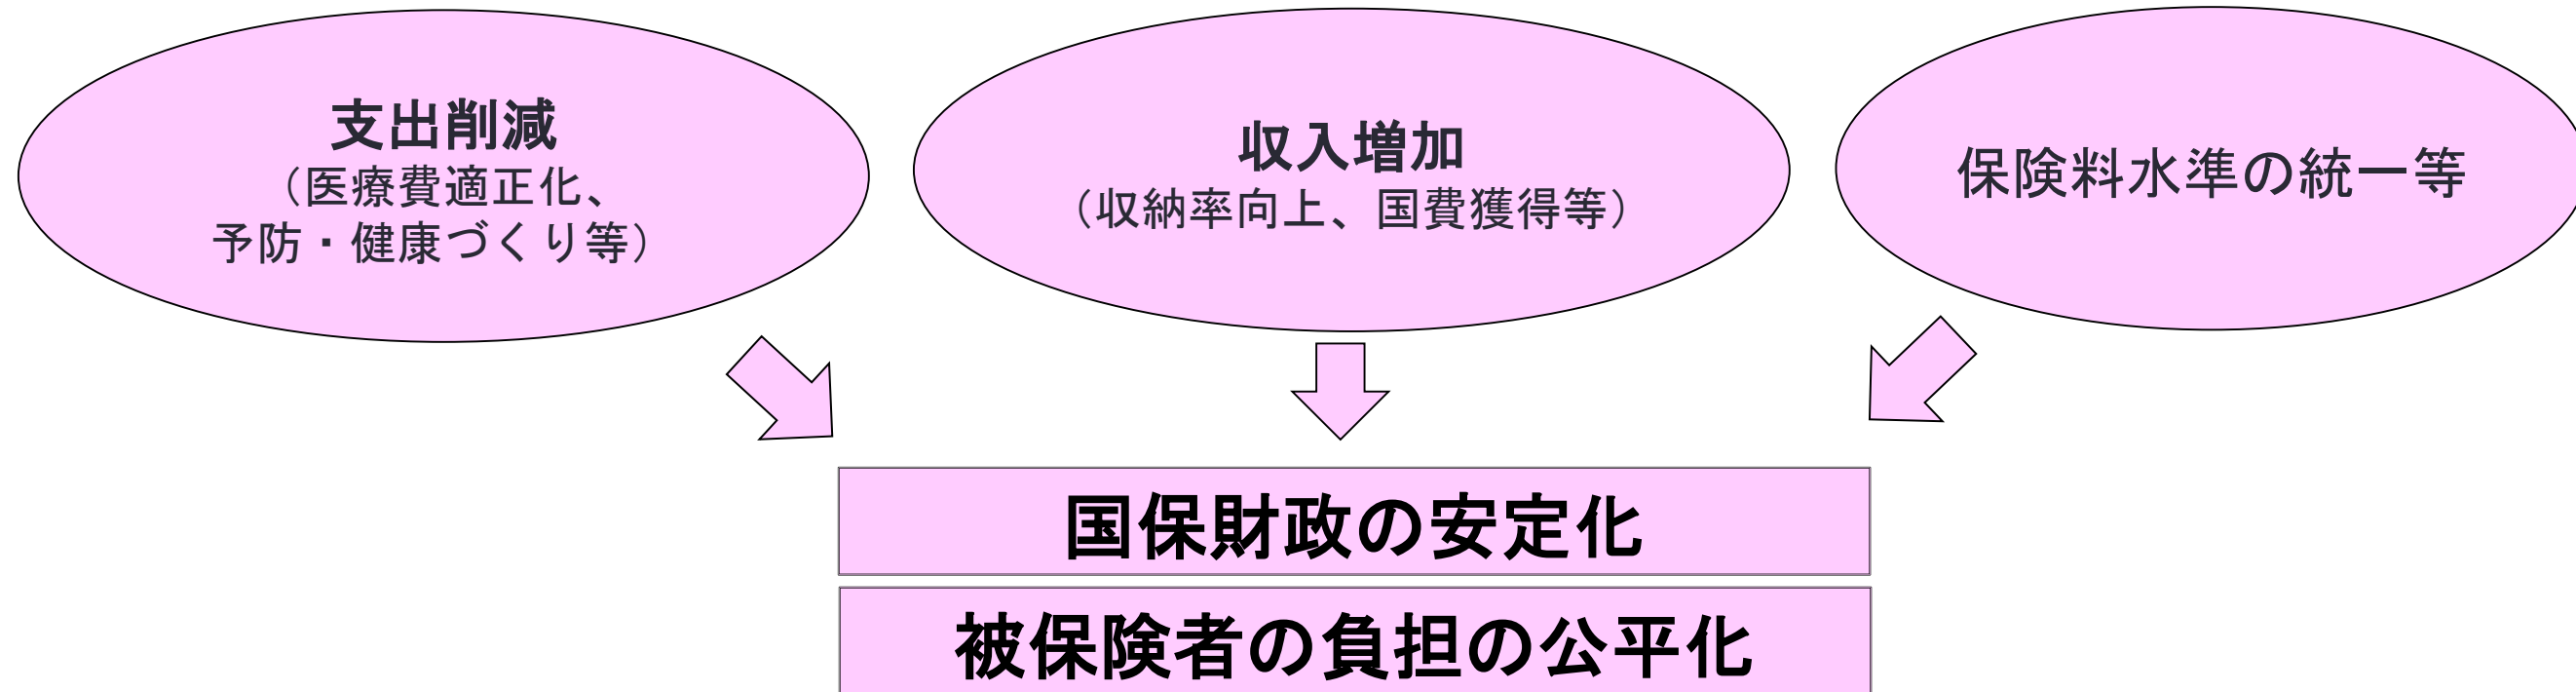 支出削減
（医療費適正化、
予防・健康づくり等）
収入増加
（収納率向上、国費獲得等）
保険料水準の統一等
国保財政の安定化
被保険者の負担の公平化